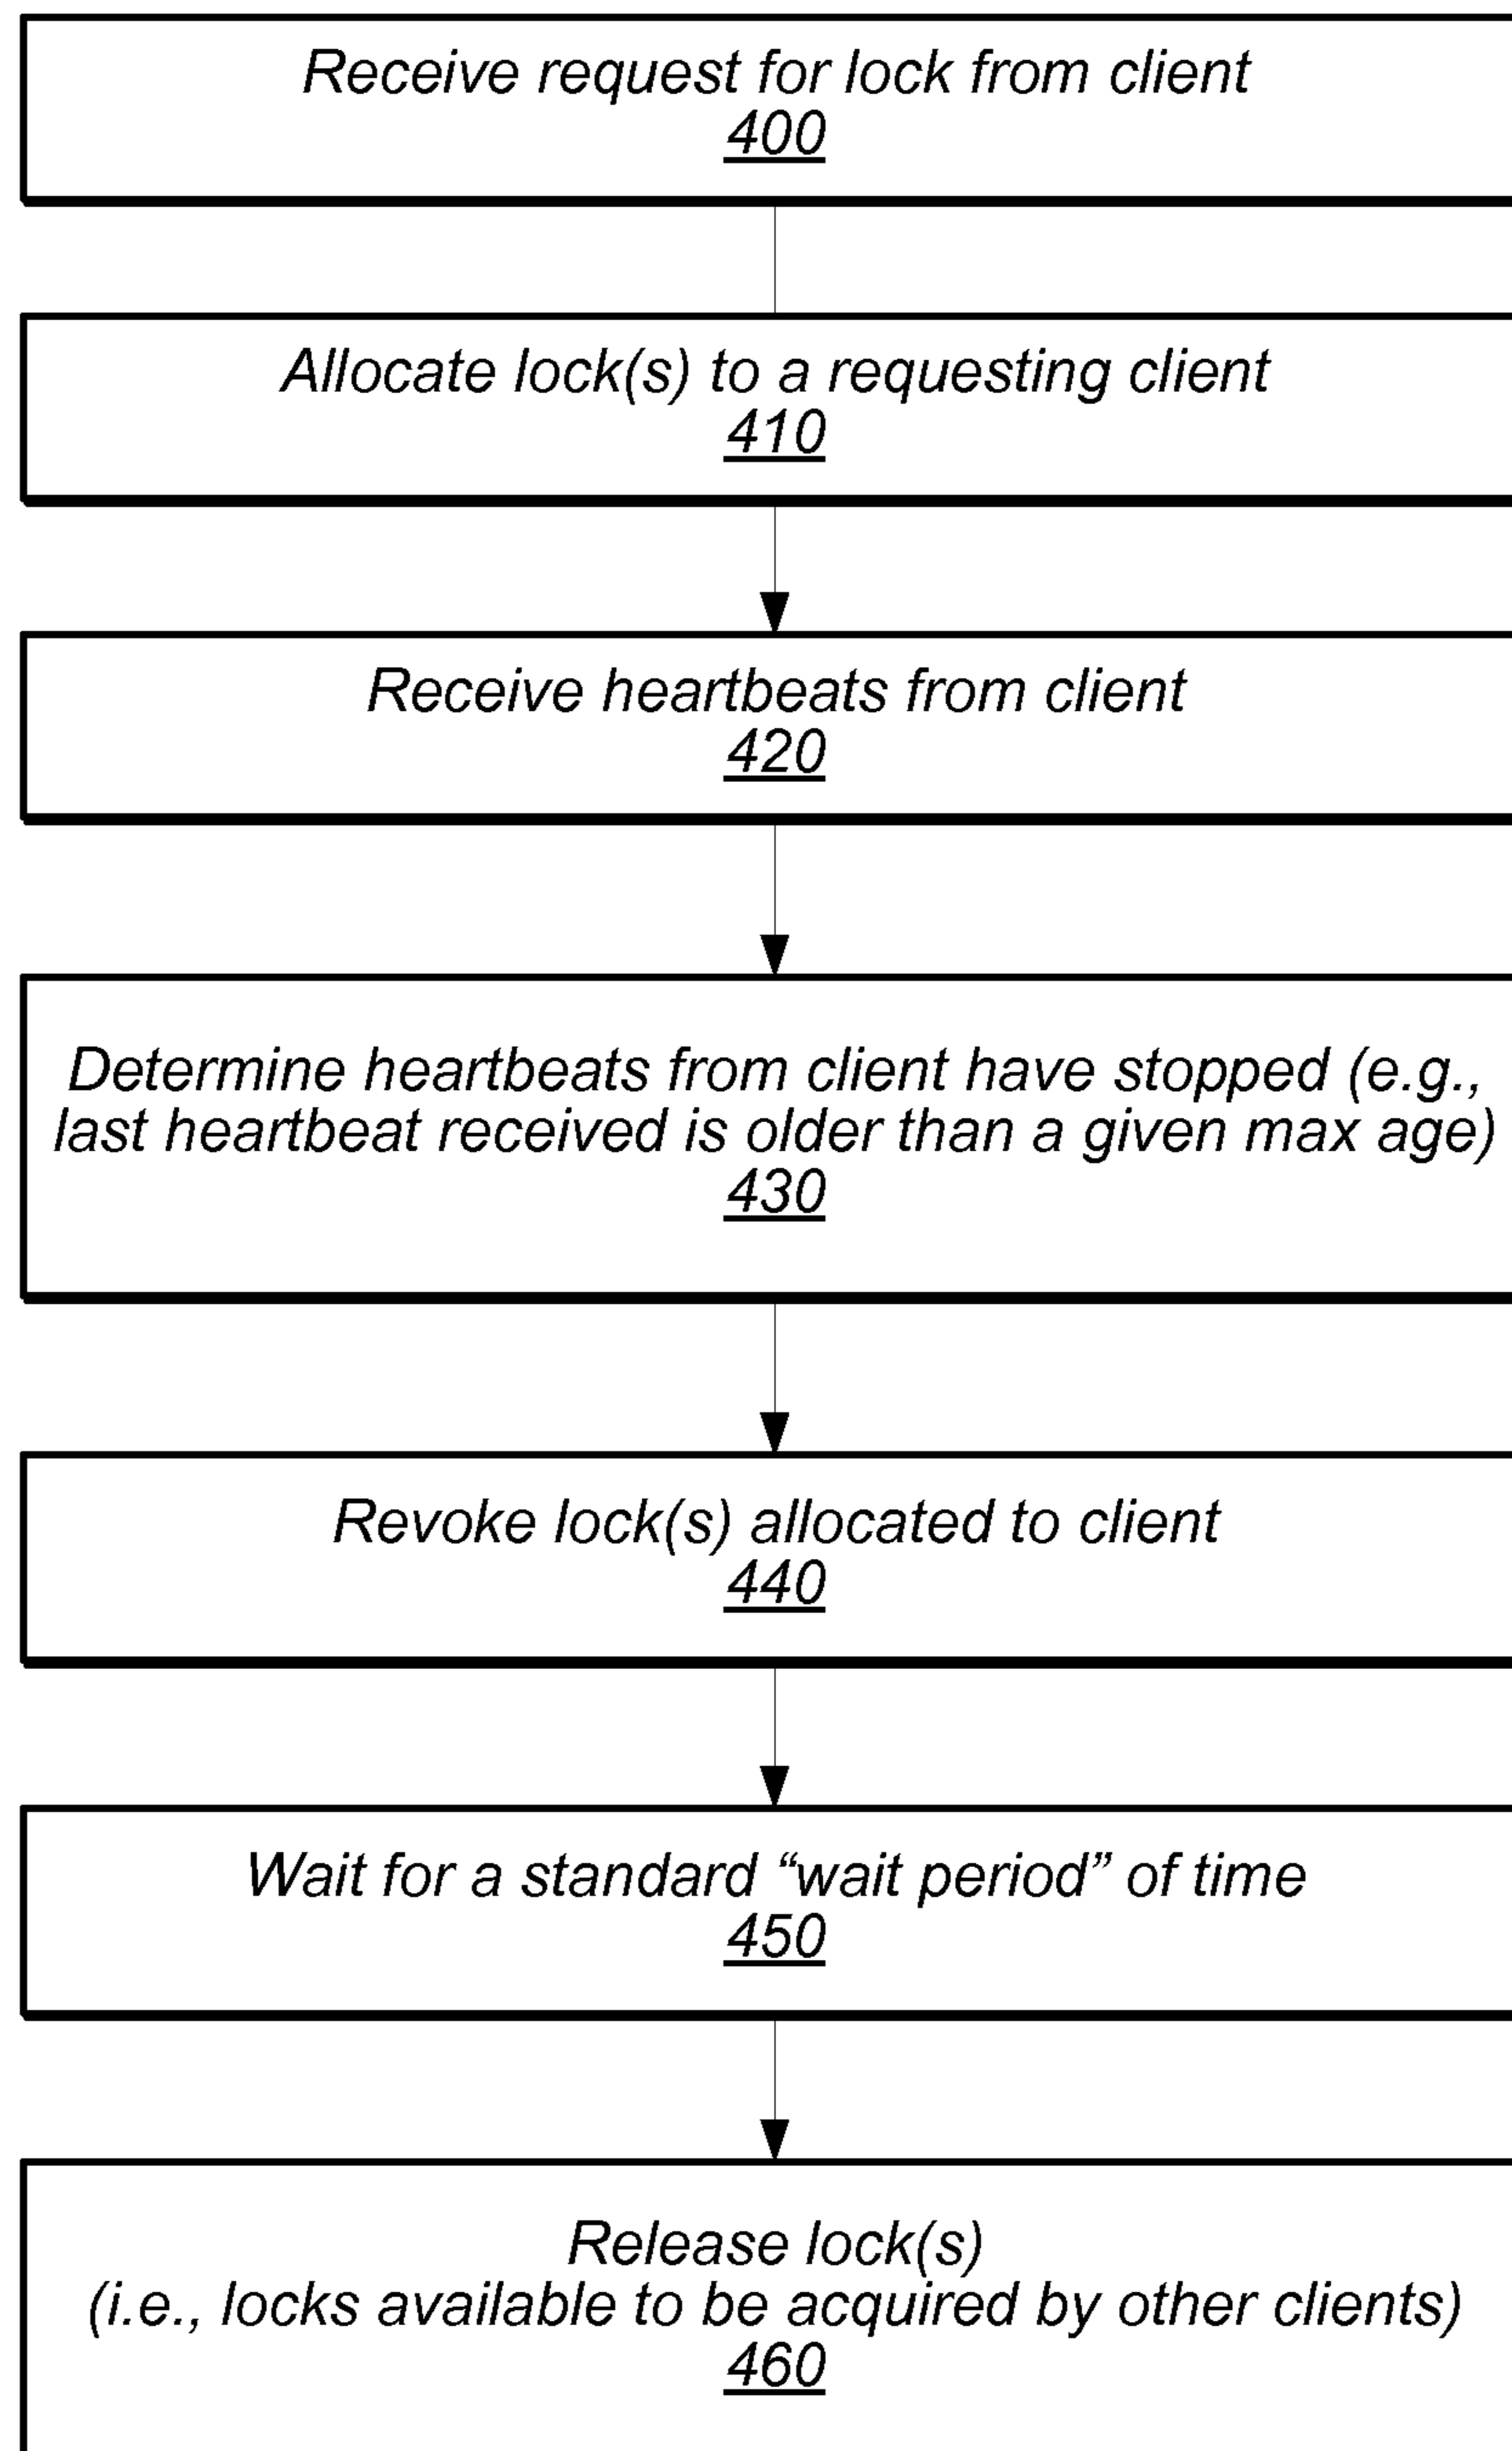 Receive request for lock from client
400
Allocate lock(s) to a requesting client
410
Receive heartbeats from client
420
Determine heartbeats from client have stopped (e.g.,
last heartbeat received is older than a given max age)
430
Revoke lock(s) allocated to client
440
Wait for a standard “wait period” of time
450
Release lock(s)
(i.e., locks available to be acquired by other clients)
460